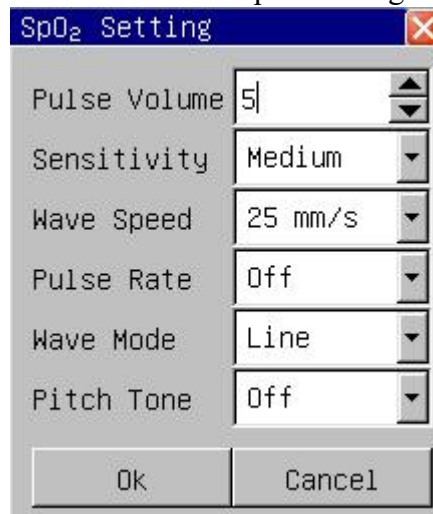 SpO₂ Setting
Pulse Volume 5
Sensitivity Medium
Wave Speed 25 mm/s
Pulse Rate Off
Wave Mode Line
Pitch Tone Off
Ok Cancel